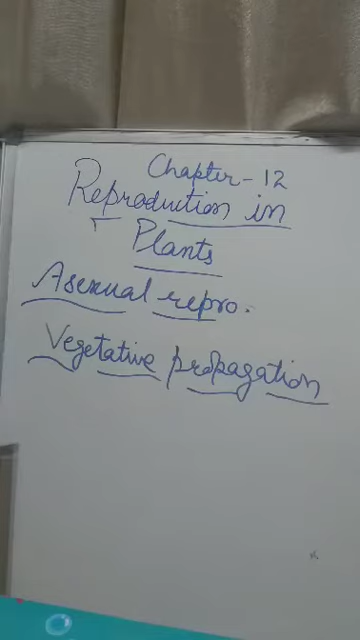 Chapter - 12
Reproduction in
Plants
Asexual repro.
Vegetative propagation